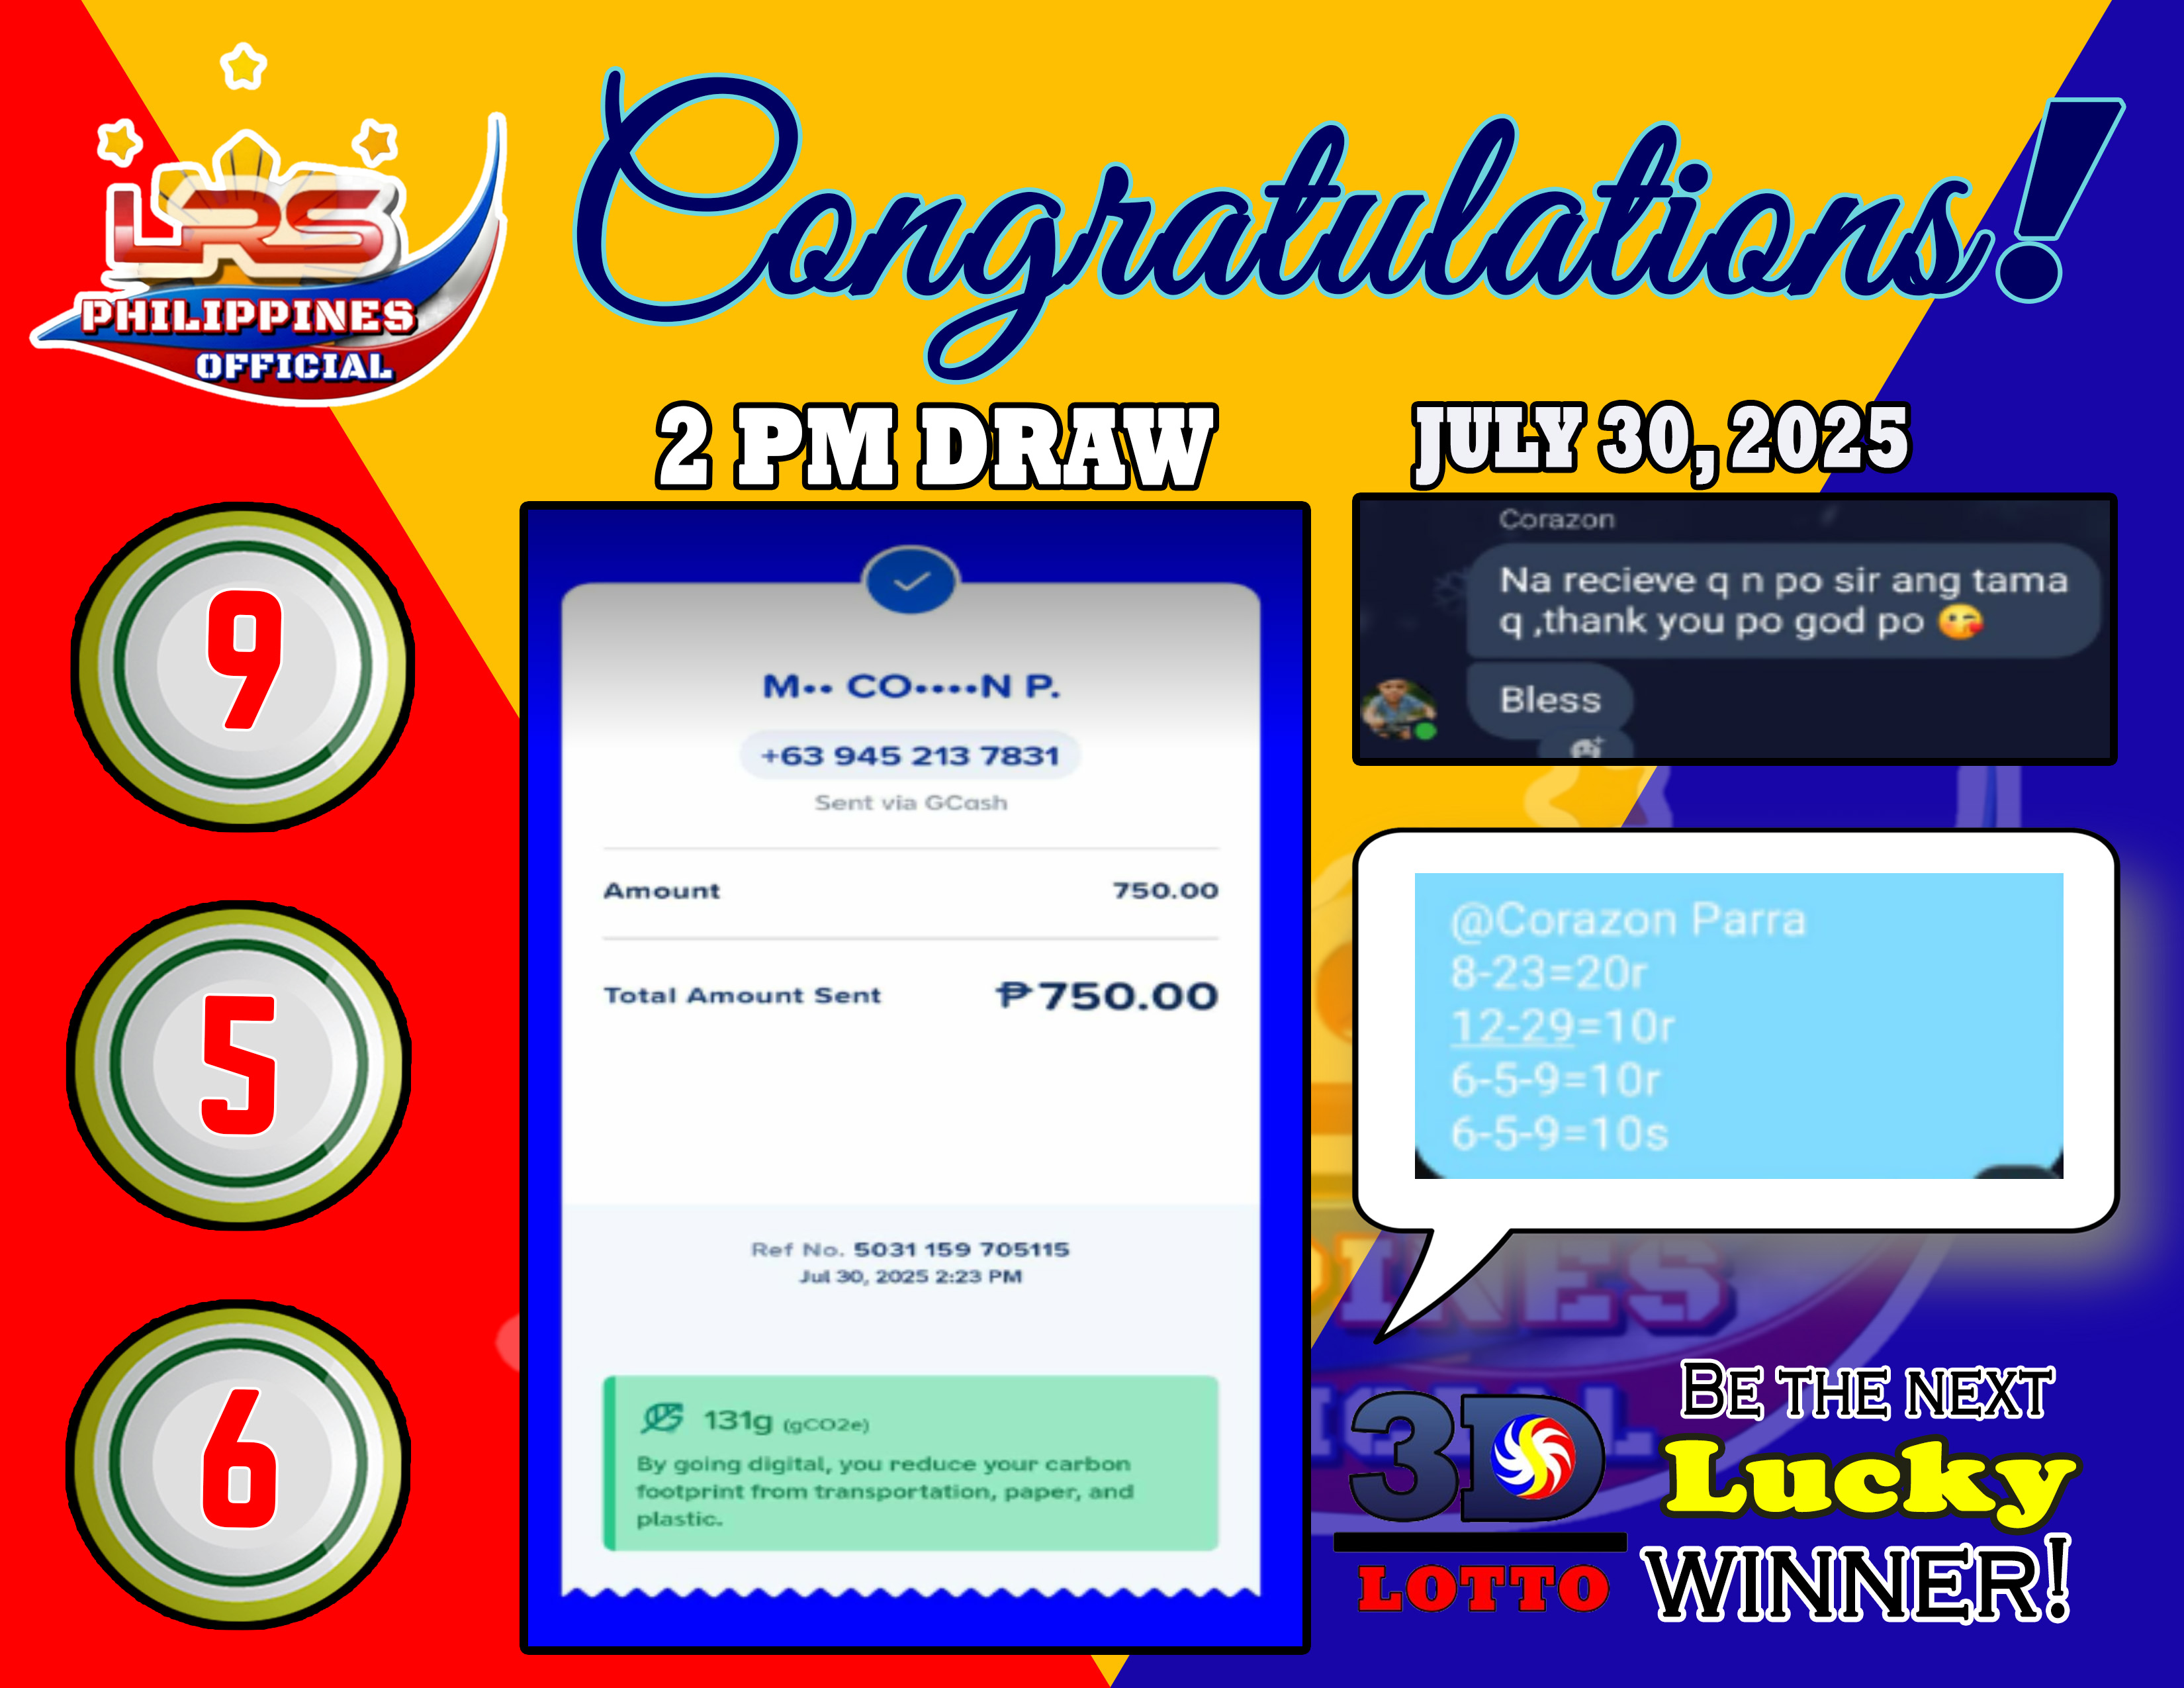 LRS
PHILIPPINES
OFFICIAL
Congratulations!
2 PM DRAW
JULY 30, 2025
9
5
6
M•• CO••••N P.
+63 945 213 7831
Sent via GCash
Amount 750.00
Total Amount Sent ₱750.00
Ref No. 5031 159 705115
Jul 30, 2025 2:23 PM
131g (gCO2e)
By going digital, you reduce your carbon
footprint from transportation, paper, and
plastic.
Corazon
Na recieve q n po sir ang tama
q ,thank you po god po 😘
Bless
@Corazon Parra
8-23=20r
12-29=10r
6-5-9=10r
6-5-9=10s
3D
LOTTO
BE THE NEXT
Lucky
WINNER!